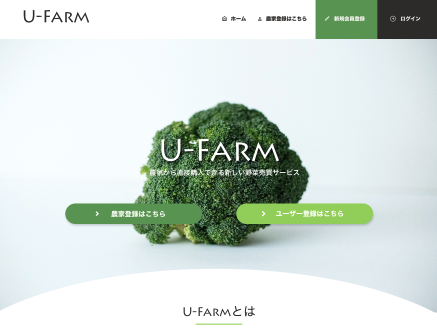 U-FARM
ホーム
農家登録はこちら
新規会員登録
ログイン
U-FARM
農家から直接購入できる新しい野菜売買サービス
農家登録はこちら
ユーザー登録はこちら
U-FARMとは